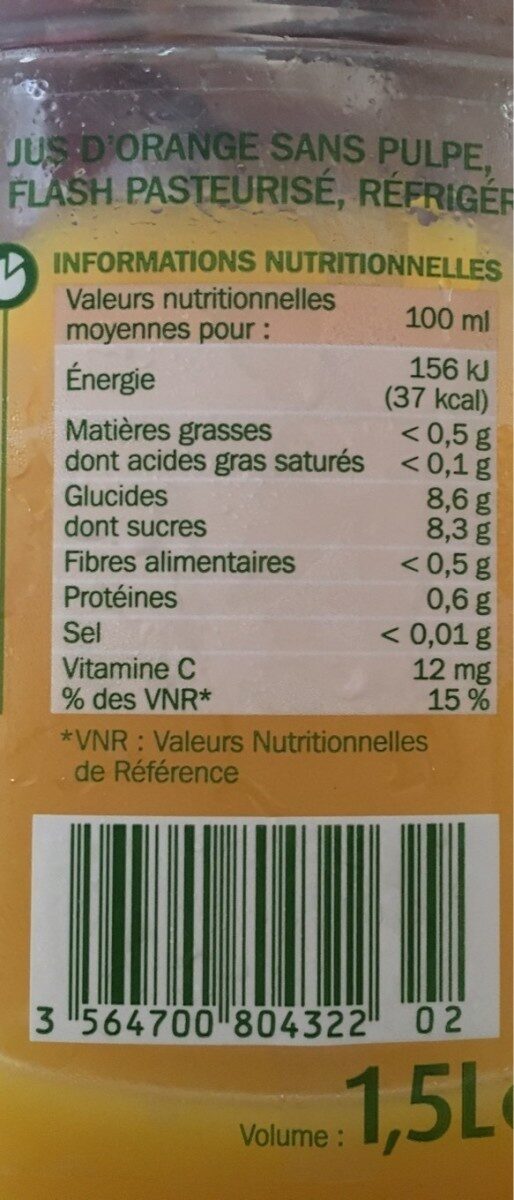 JUS D'ORANGE SANS PULPE,
FLASH PASTEURISÉ,
INFORMATIONS NUTRITIONNELLES
Valeurs nutritionnelles
moyennes pour : 100 ml
Énergie 156 kJ
(37 kcal)
Matières grasses < 0,5 g
dont acides gras saturés < 0,1 g
Glucides 8,6 g
dont sucres 8,3 g
Fibres alimentaires < 0,5 g
Protéines 0,6 g
Sel < 0,01 g
Vitamine C 12 mg
% des VNR* 15 %
*VNR : Valeurs Nutritionnelles
de Référence
3 564700 804322 02
Volume : 1,5L